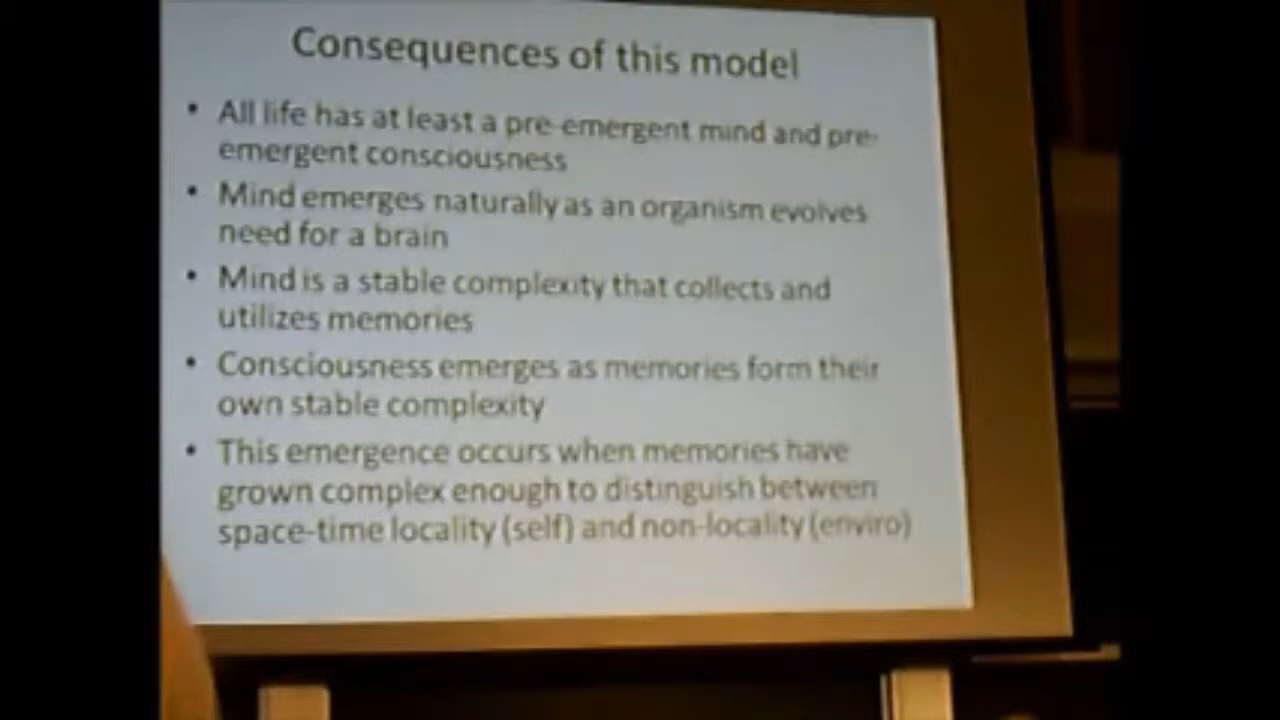 Consequences of this model
• All life has at least a pre-emergent mind and pre-
emergent consciousness
• Mind emerges naturally as an organism evolves
need for a brain
• Mind is a stable complexity that collects and
utilizes memories
• Consciousness emerges as memories form their
own stable complexity
• This emergence occurs when memories have
grown complex enough to distinguish between
space-time locality (self) and non-locality (enviro)